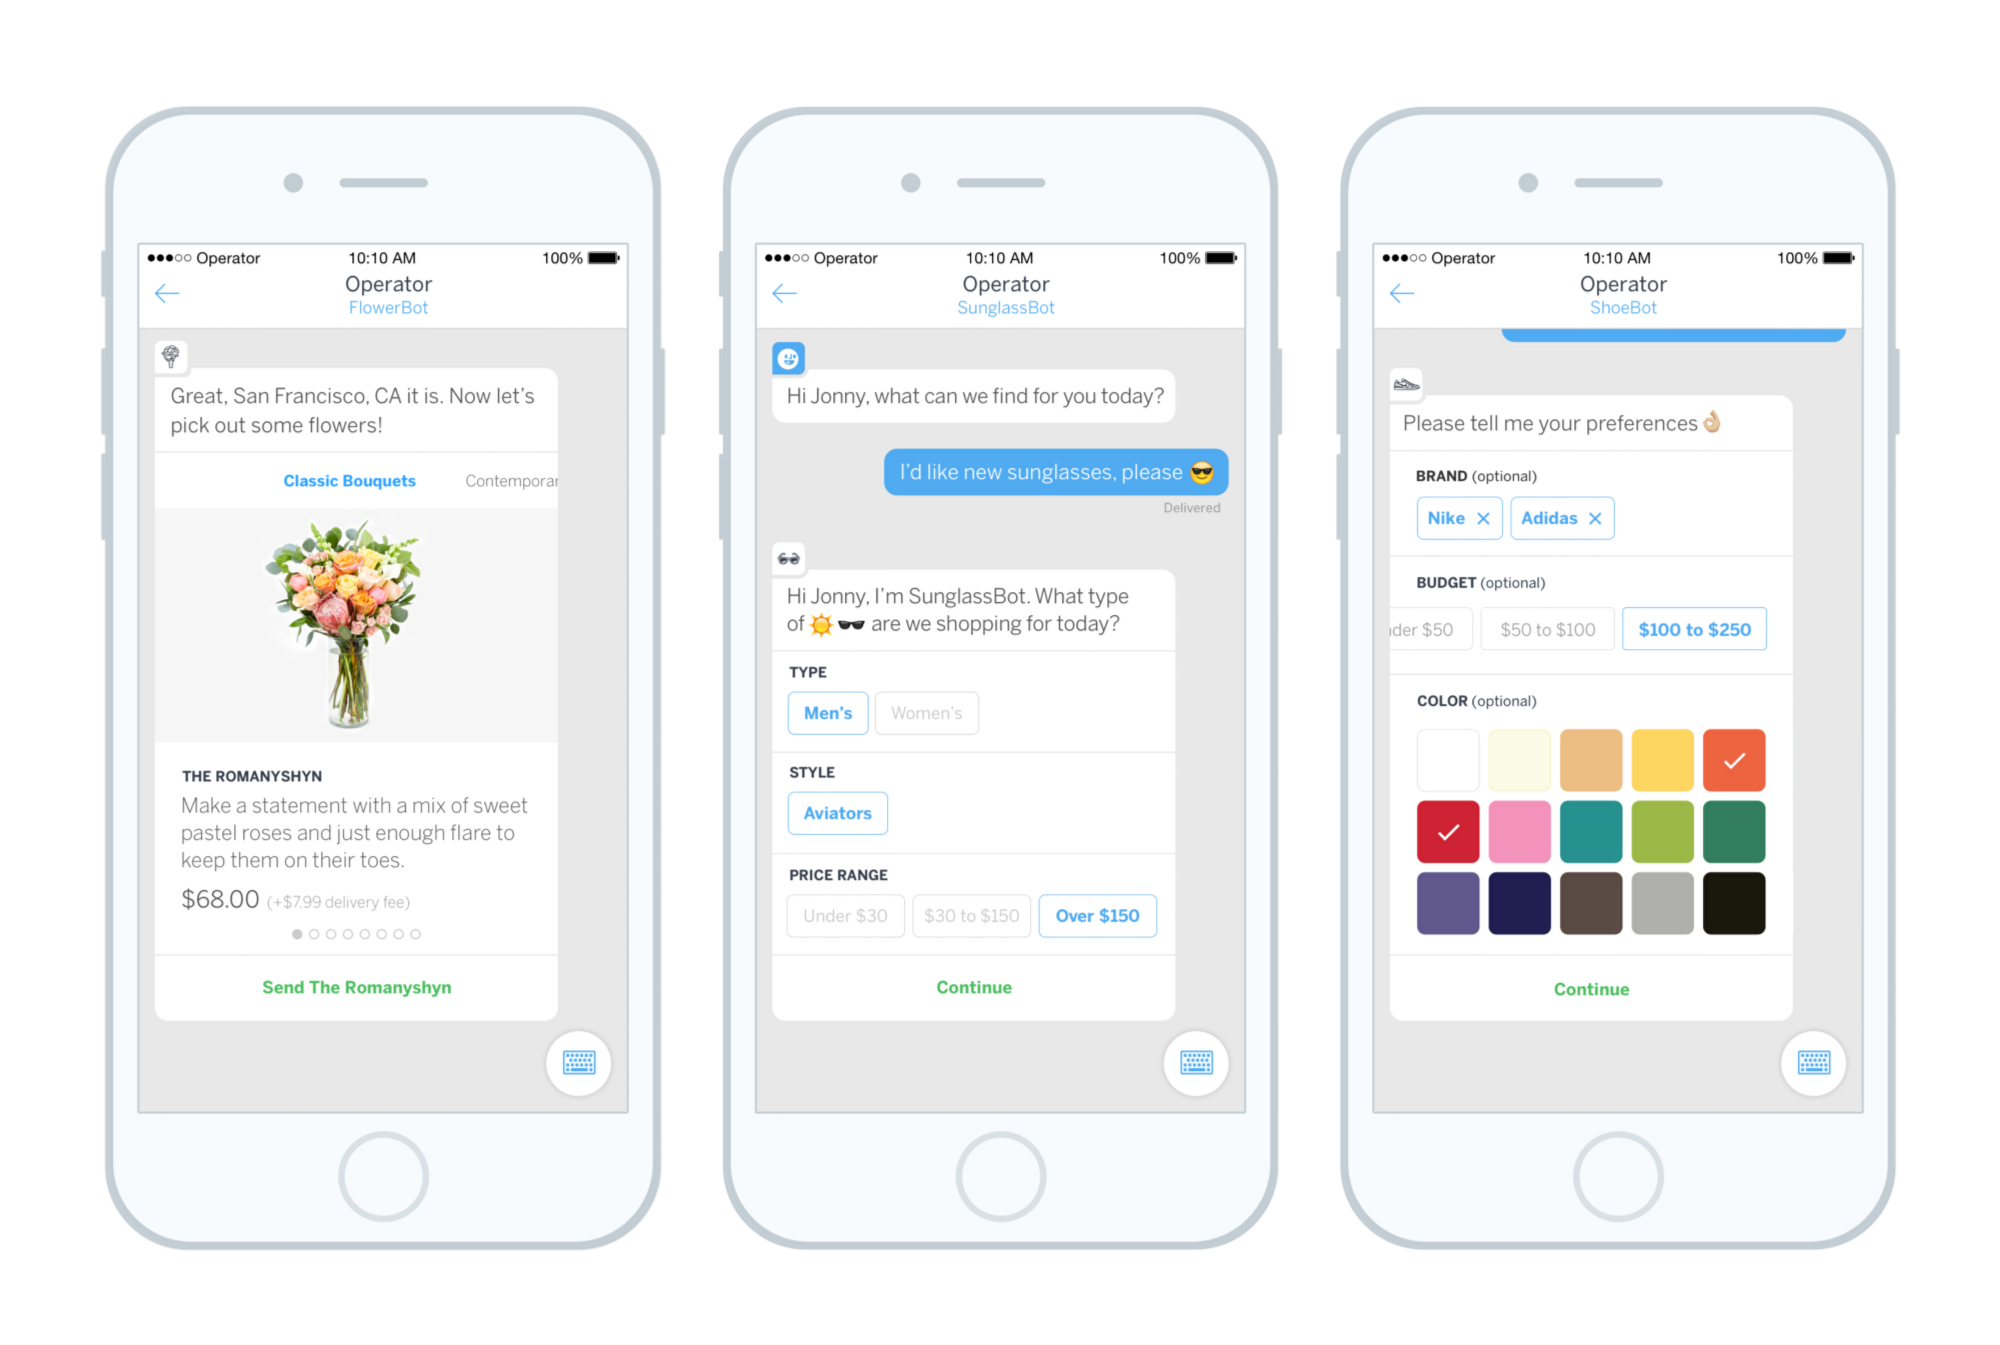 Operator 10:10 AM 100%
Operator
FlowerBot
Great, San Francisco, CA it is. Now let's
pick out some flowers!
Classic Bouquets Contemporar
THE ROMANYSHYN
Make a statement with a mix of sweet
pastel roses and just enough flare to
keep them on their toes.
$68.00 (+$7.99 delivery fee)
Send The Romanyshyn
Operator 10:10 AM 100%
Operator
SunglassBot
Hi Jonny, what can we find for you today?
I'd like new sunglasses, please 😎
Delivered
Hi Jonny, I'm SunglassBot. What type
of ☀️ 🕶️ are we shopping for today?
TYPE
Men's Women's
STYLE
Aviators
PRICE RANGE
Under $30 $30 to $150 Over $150
Continue
Operator 10:10 AM 100%
Operator
ShoeBot
Please tell me your preferences👌🏼
BRAND (optional)
Nike × Adidas ×
BUDGET (optional)
der $50 $50 to $100 $100 to $250
COLOR (optional)
Continue